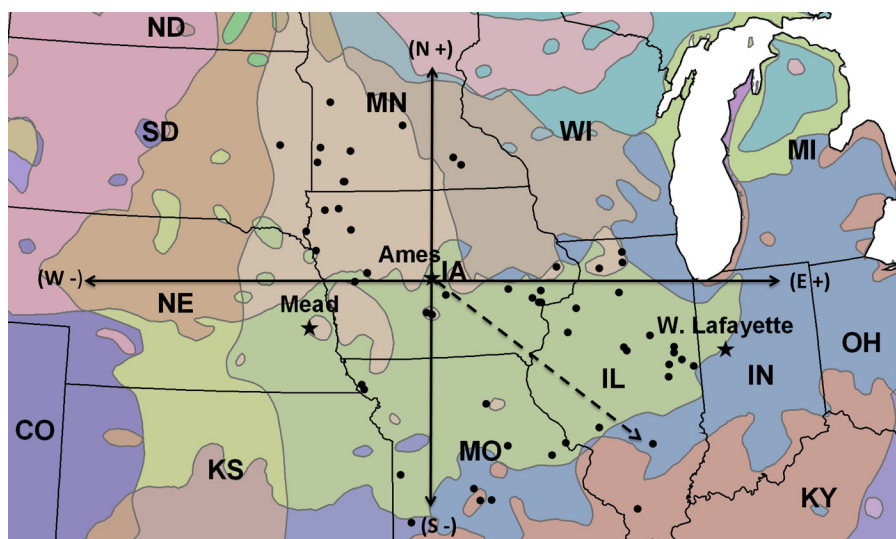 ND
(N +)
MN
SD
WI
MI
Ames
IA
(W -)
(E +)
NE
Mead
W. Lafayette
OH
IL
IN
CO
KS
MO
KY
(S -)